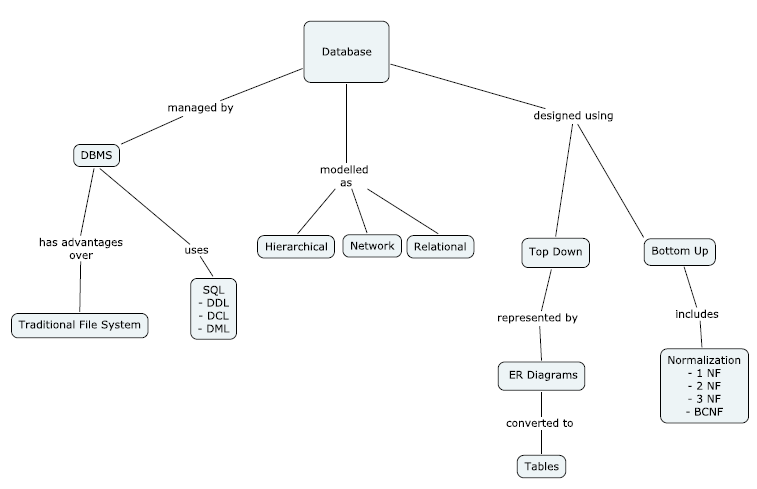 Database
managed by
designed using
DBMS
modelled
as
Hierarchical
Network
Relational
has advantages
over
uses
Top Down
Bottom Up
SQL
- DDL
- DCL
- DML
Traditional File System
represented by
includes
ER Diagrams
Normalization
- 1 NF
- 2 NF
- 3 NF
- BCNF
converted to
Tables